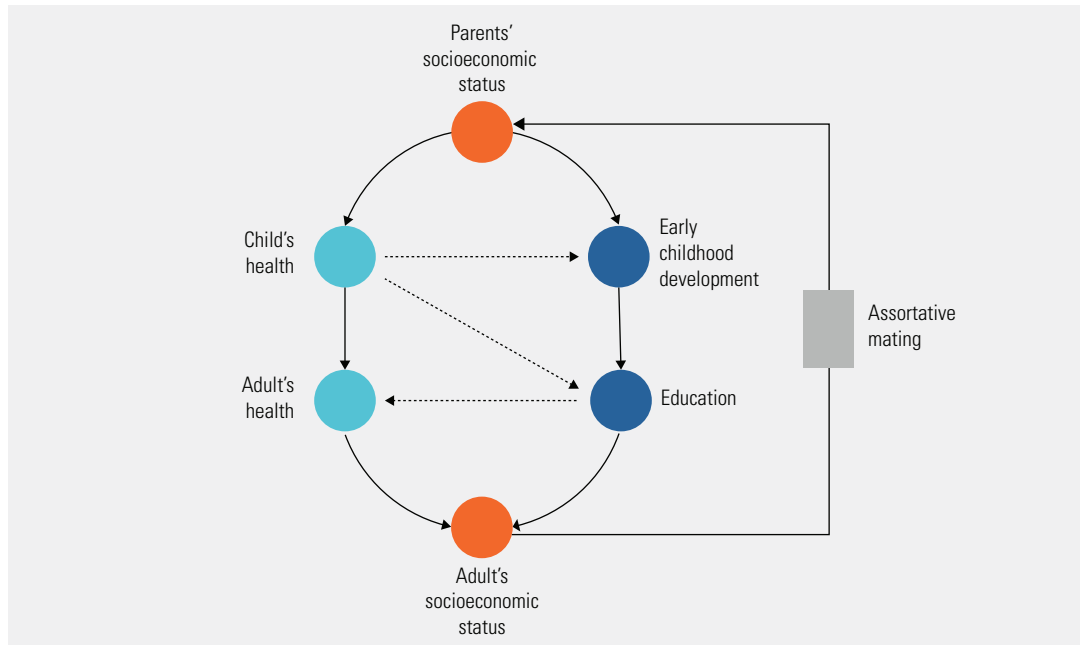 Parents'
socioeconomic
status
Child's
health
Early
childhood
development
Assortative
mating
Adult's
health
Education
Adult's
socioeconomic
status